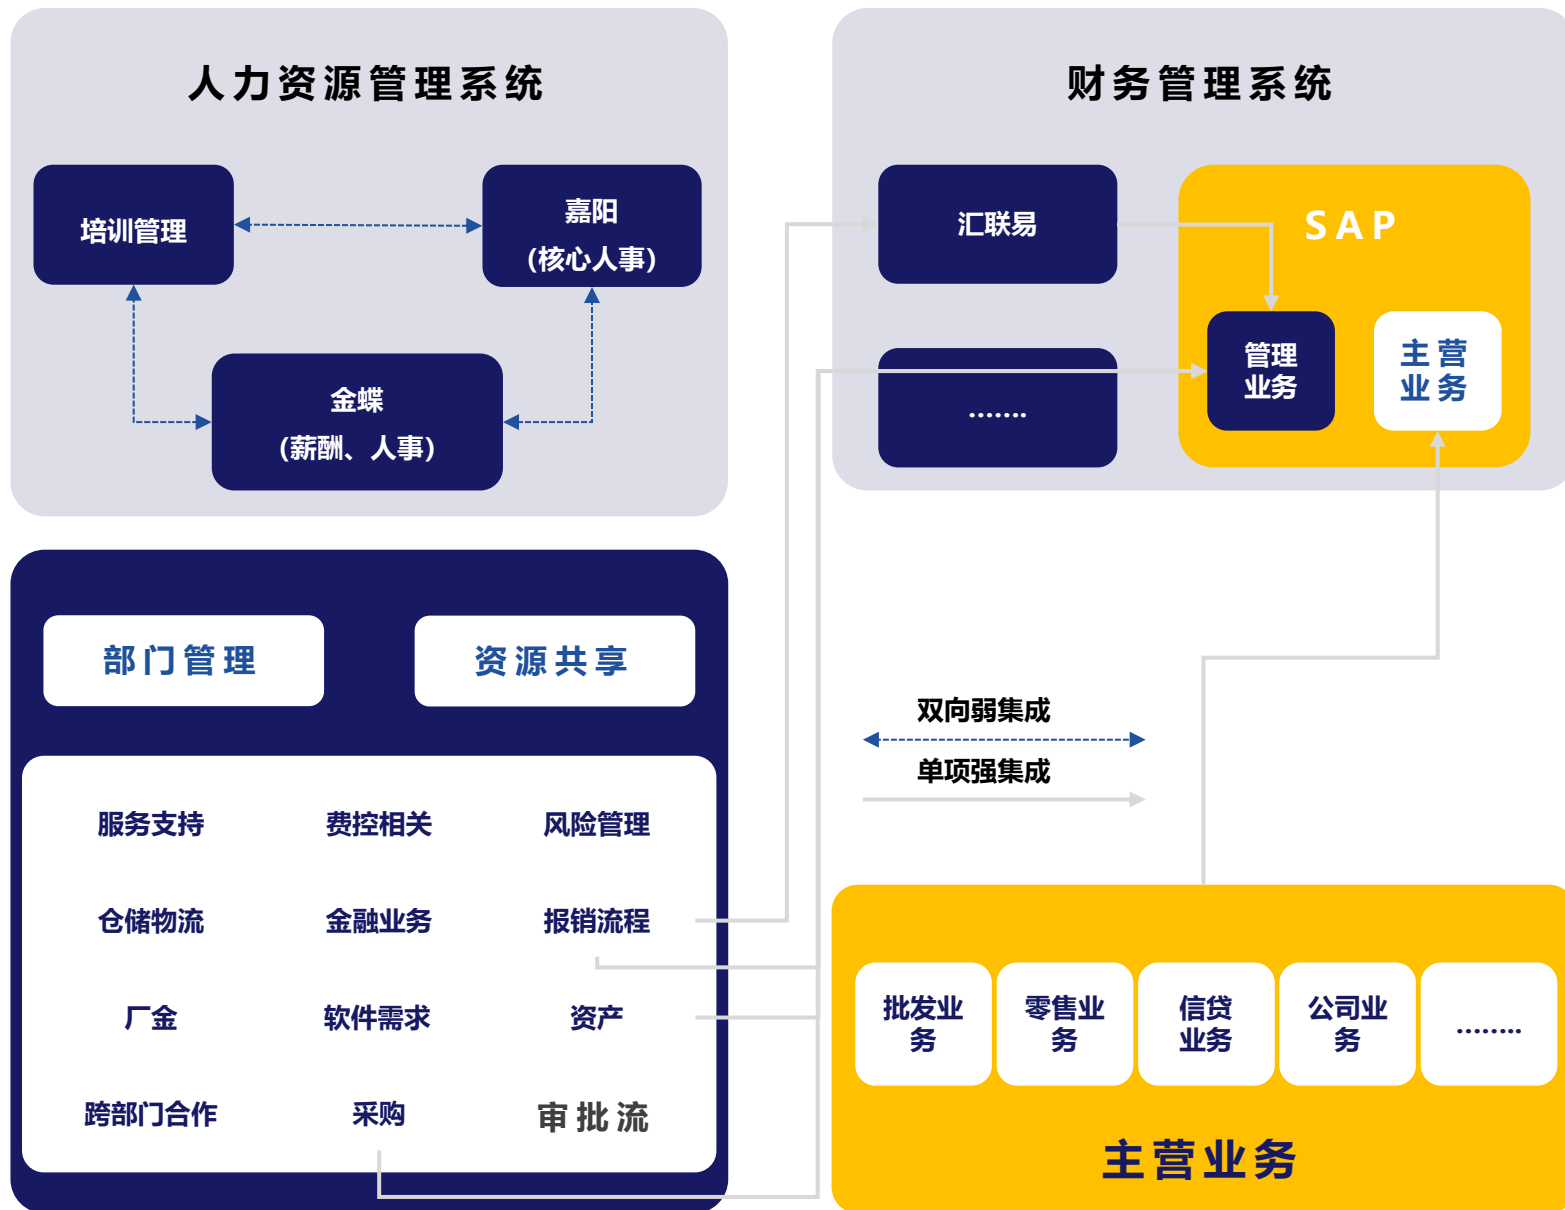 人力资源管理系统
培训管理
嘉阳
（核心人事）
金蝶
（薪酬、人事）
财务管理系统
汇联易
.......
SAP
管理
业务
主营
业务
部门管理
资源共享
服务支持
费控相关
风险管理
仓储物流
金融业务
报销流程
厂金
软件需求
资产
跨部门合作
采购
审批流
双向弱集成
单项强集成
批发业
务
零售业
务
信贷
业务
公司业
务
........
主营业务